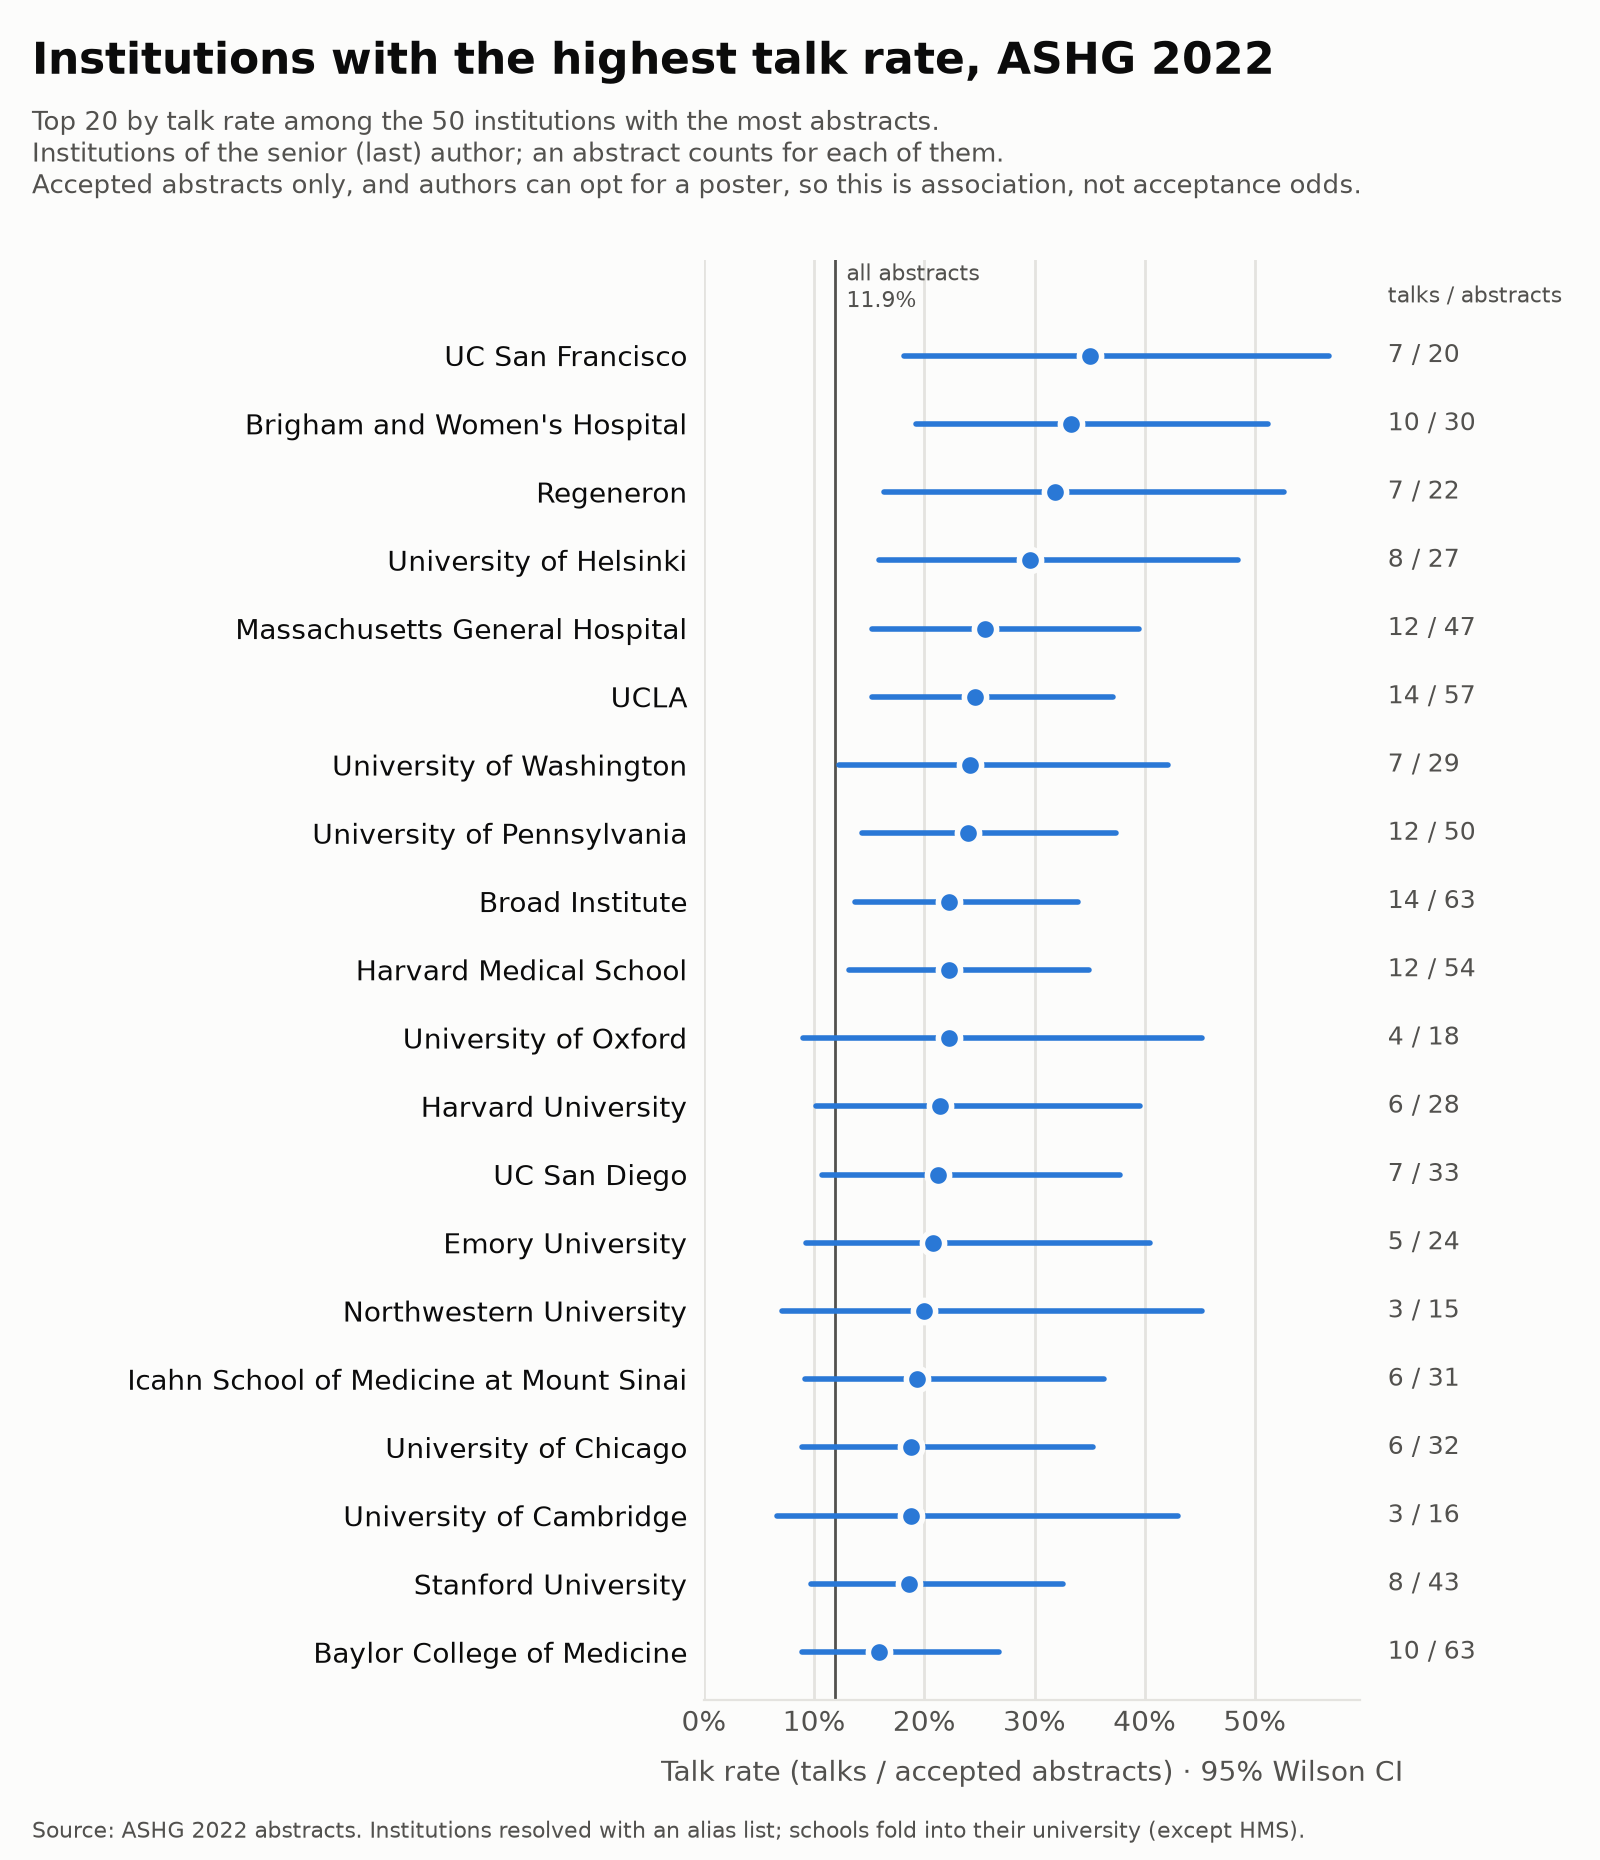 Institutions with the highest talk rate, ASHG 2022
Top 20 by talk rate among the 50 institutions with the most abstracts.
Institutions of the senior (last) author; an abstract counts for each of them.
Accepted abstracts only, and authors can opt for a poster, so this is association, not acceptance odds.
all abstracts
11.9%
talks / abstracts
UC San Francisco 7 / 20
Brigham and Women's Hospital 10 / 30
Regeneron 7 / 22
University of Helsinki 8 / 27
Massachusetts General Hospital 12 / 47
UCLA 14 / 57
University of Washington 7 / 29
University of Pennsylvania 12 / 50
Broad Institute 14 / 63
Harvard Medical School 12 / 54
University of Oxford 4 / 18
Harvard University 6 / 28
UC San Diego 7 / 33
Emory University 5 / 24
Northwestern University 3 / 15
Icahn School of Medicine at Mount Sinai 6 / 31
University of Chicago 6 / 32
University of Cambridge 3 / 16
Stanford University 8 / 43
Baylor College of Medicine 10 / 63
0% 10% 20% 30% 40% 50%
Talk rate (talks / accepted abstracts) · 95% Wilson CI
Source: ASHG 2022 abstracts. Institutions resolved with an alias list; schools fold into their university (except HMS).